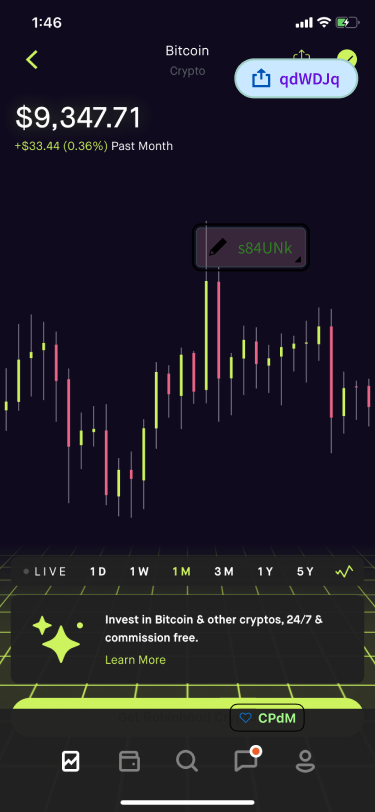 1:46
Bitcoin
Crypto
qdWDJq
$9,347.71
+$33.44 (0.36%) Past Month
s84UNk
LIVE 1D 1W 1M 3M 1Y 5Y
Invest in Bitcoin & other cryptos, 24/7 &
commission free.
Learn More
CPdM